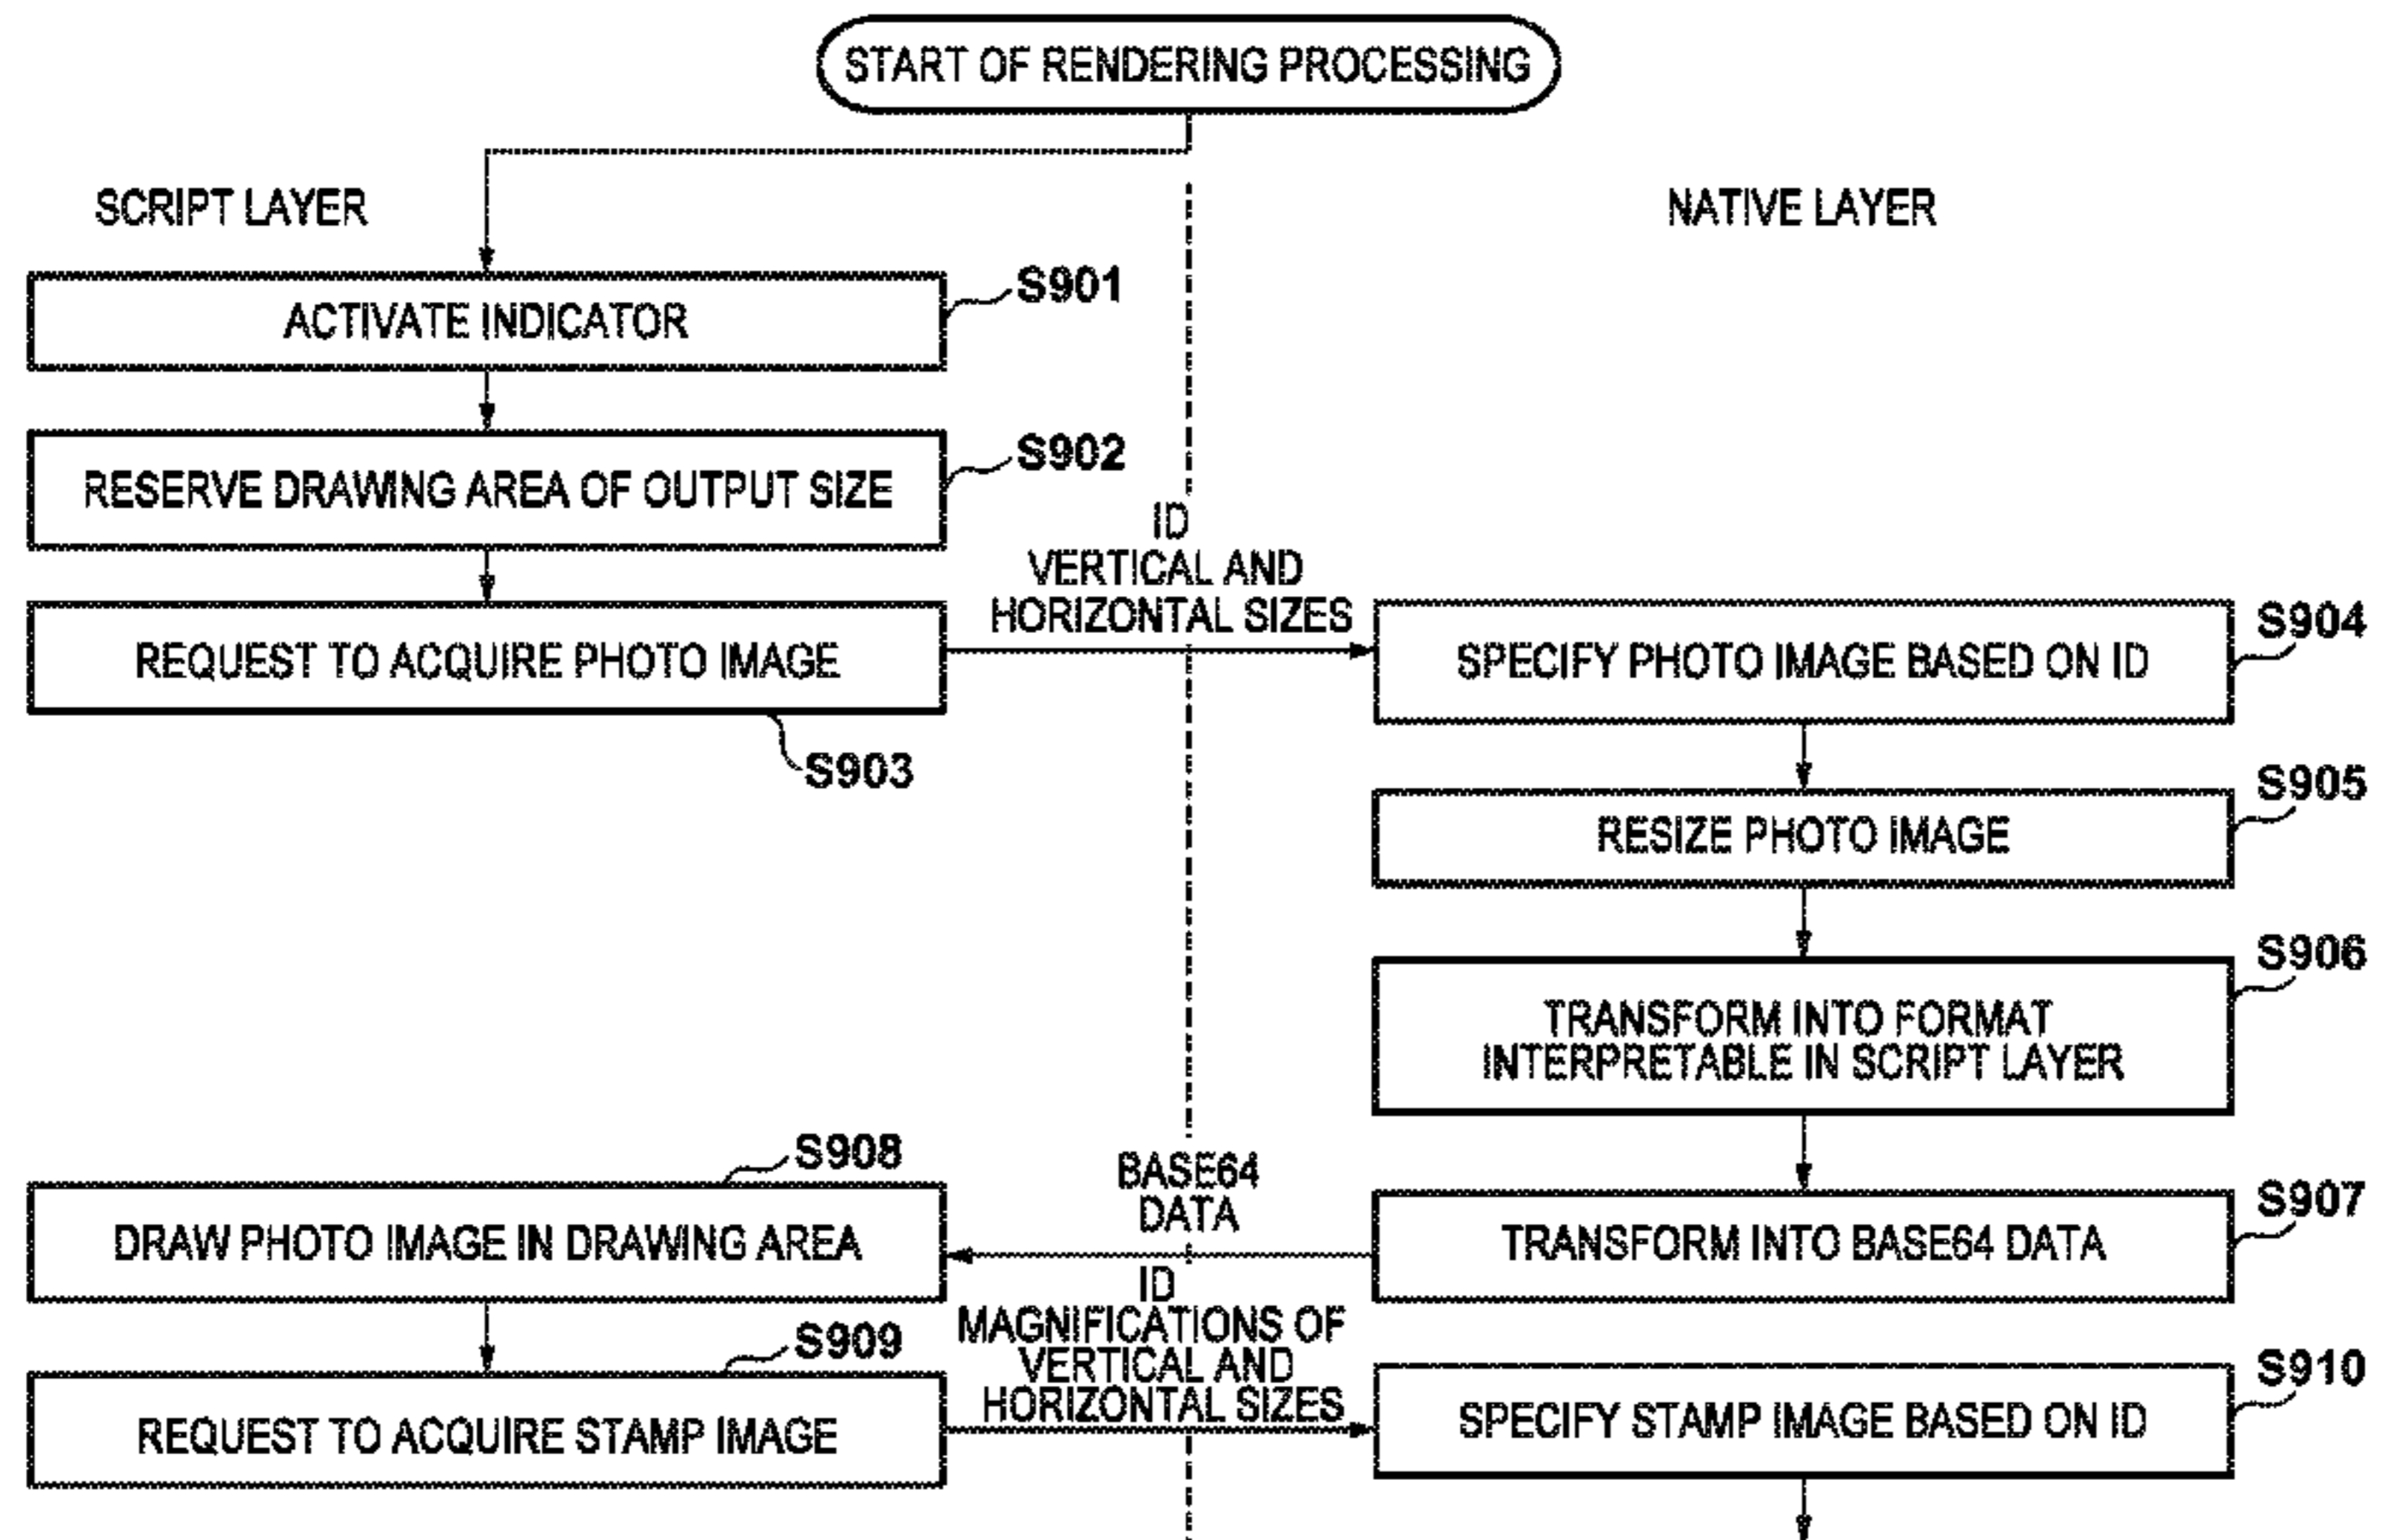 START OF RENDERING PROCESSING
SCRIPT LAYER
NATIVE LAYER
S901
ACTIVATE INDICATOR
S902
RESERVE DRAWING AREA OF OUTPUT SIZE
ID
VERTICAL AND
HORIZONTAL SIZES
REQUEST TO ACQUIRE PHOTO IMAGE
S903
S904
SPECIFY PHOTO IMAGE BASED ON ID
S905
RESIZE PHOTO IMAGE
S906
TRANSFORM INTO FORMAT
INTERPRETABLE IN SCRIPT LAYER
S907
TRANSFORM INTO BASE64 DATA
BASE64
DATA
S908
DRAW PHOTO IMAGE IN DRAWING AREA
S909
REQUEST TO ACQUIRE STAMP IMAGE
ID
MAGNIFICATIONS OF
VERTICAL AND
HORIZONTAL SIZES
S910
SPECIFY STAMP IMAGE BASED ON ID